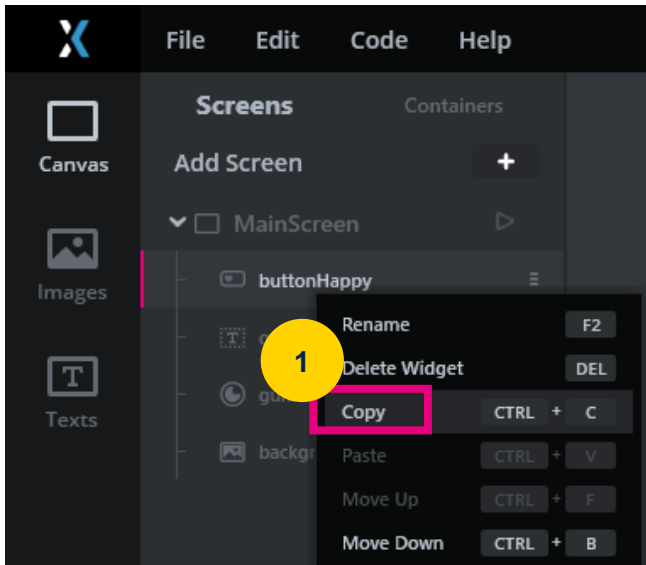 File Edit Code Help
Screens Containers
Canvas
Add Screen +
MainScreen
Images
buttonHappy
Rename F2
1
Delete Widget DEL
Copy CTRL + C
Texts
backgr
Paste CTRL + V
Move Up CTRL + F
Move Down CTRL + B